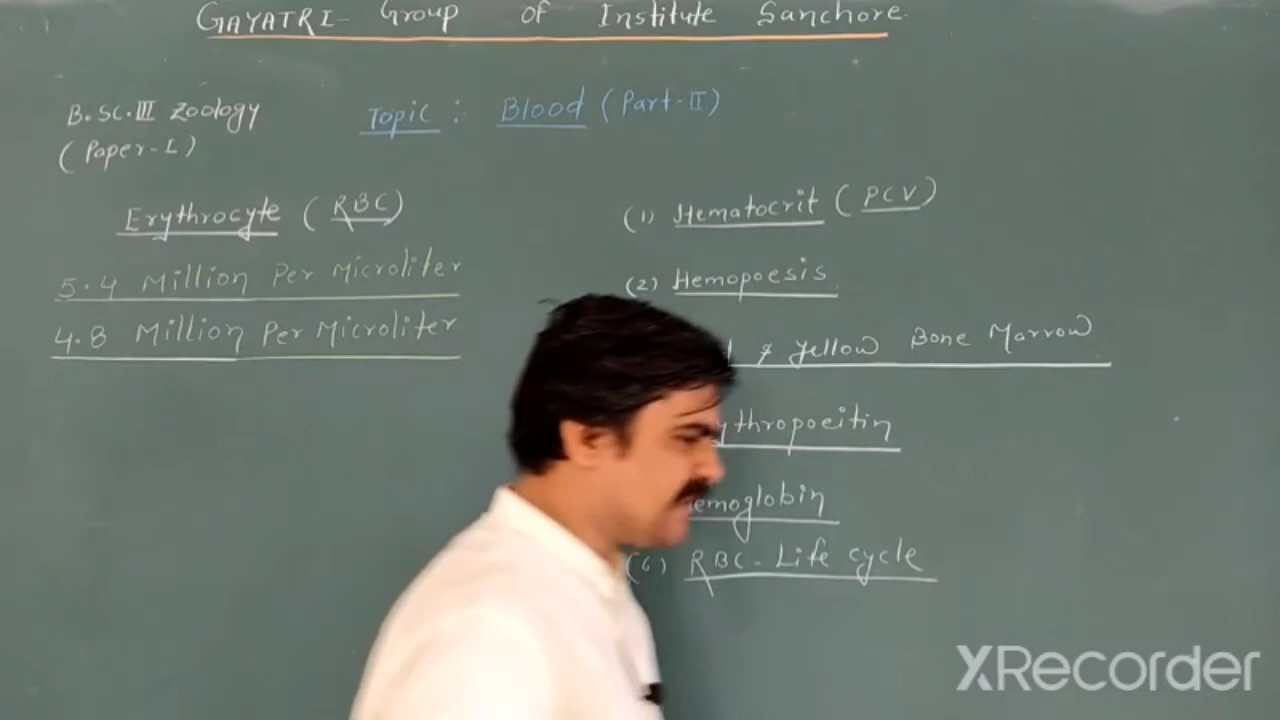 GAYATRI- Group of Institute Sanchore.
B.SC.III Zoology
(Paper-I)
Topic : Blood (Part-II)
Erythrocyte (RBC)
5.4 Million Per Microliter
4.8 Million Per Microliter
(1) Hematocrit (PCV)
(2) Hemopoesis
& Yellow Bone Marrow
ythropoeitin
emoglobin
(6) RBC-Life cycle
XRecorder